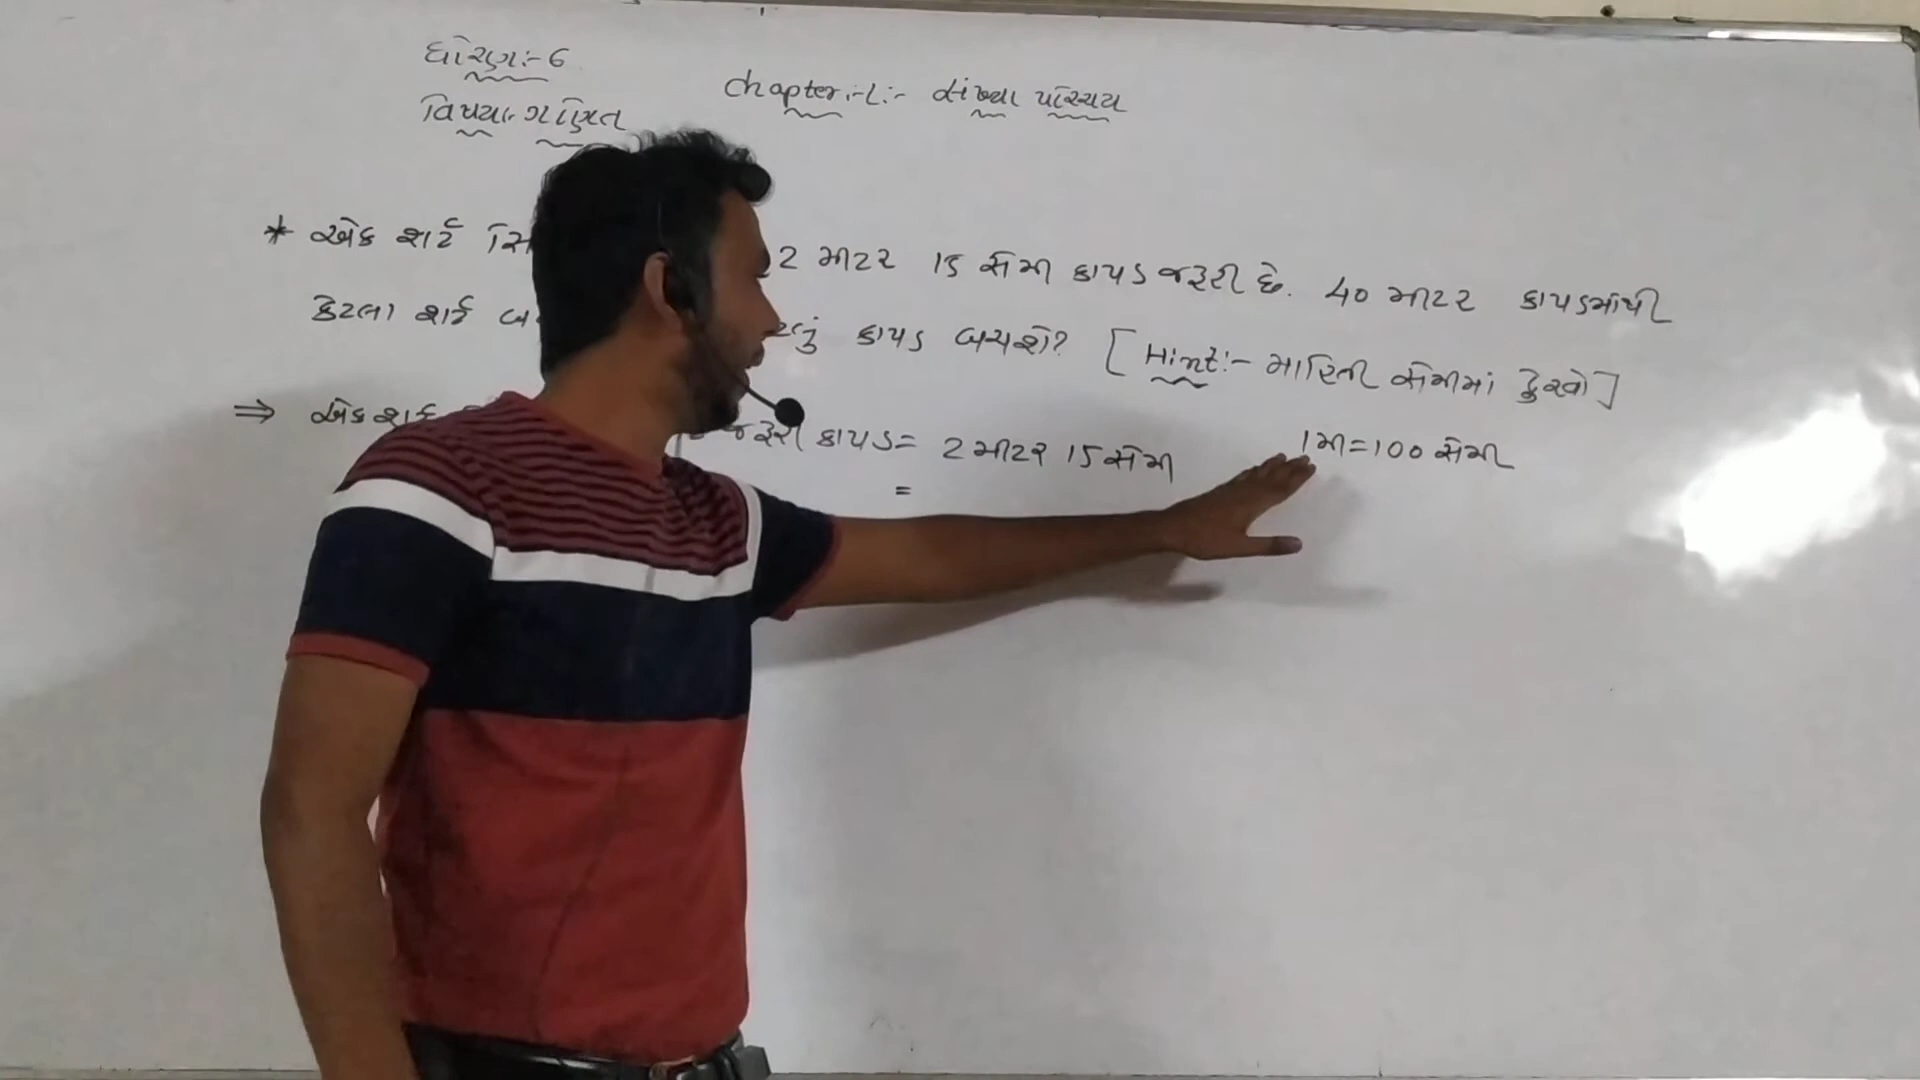 ધોરણ:-6
વિષય:- ગણિત
Chapter:-1:- સંખ્યા પરિચય
* એક શર્ટ 2 મીટર 15 સેમી કાપડ જરૂરી છે. 40 મીટર કાપડમાંથી
કેટલા શર્ટ કાપડ બચશે? [Hint:- માહિતી સેમીમાં ફેરવો]
⇒ એક શર્ટ જરૂરી કાપડ = 2 મીટર 15 સેમી 1મી=100 સેમી
=